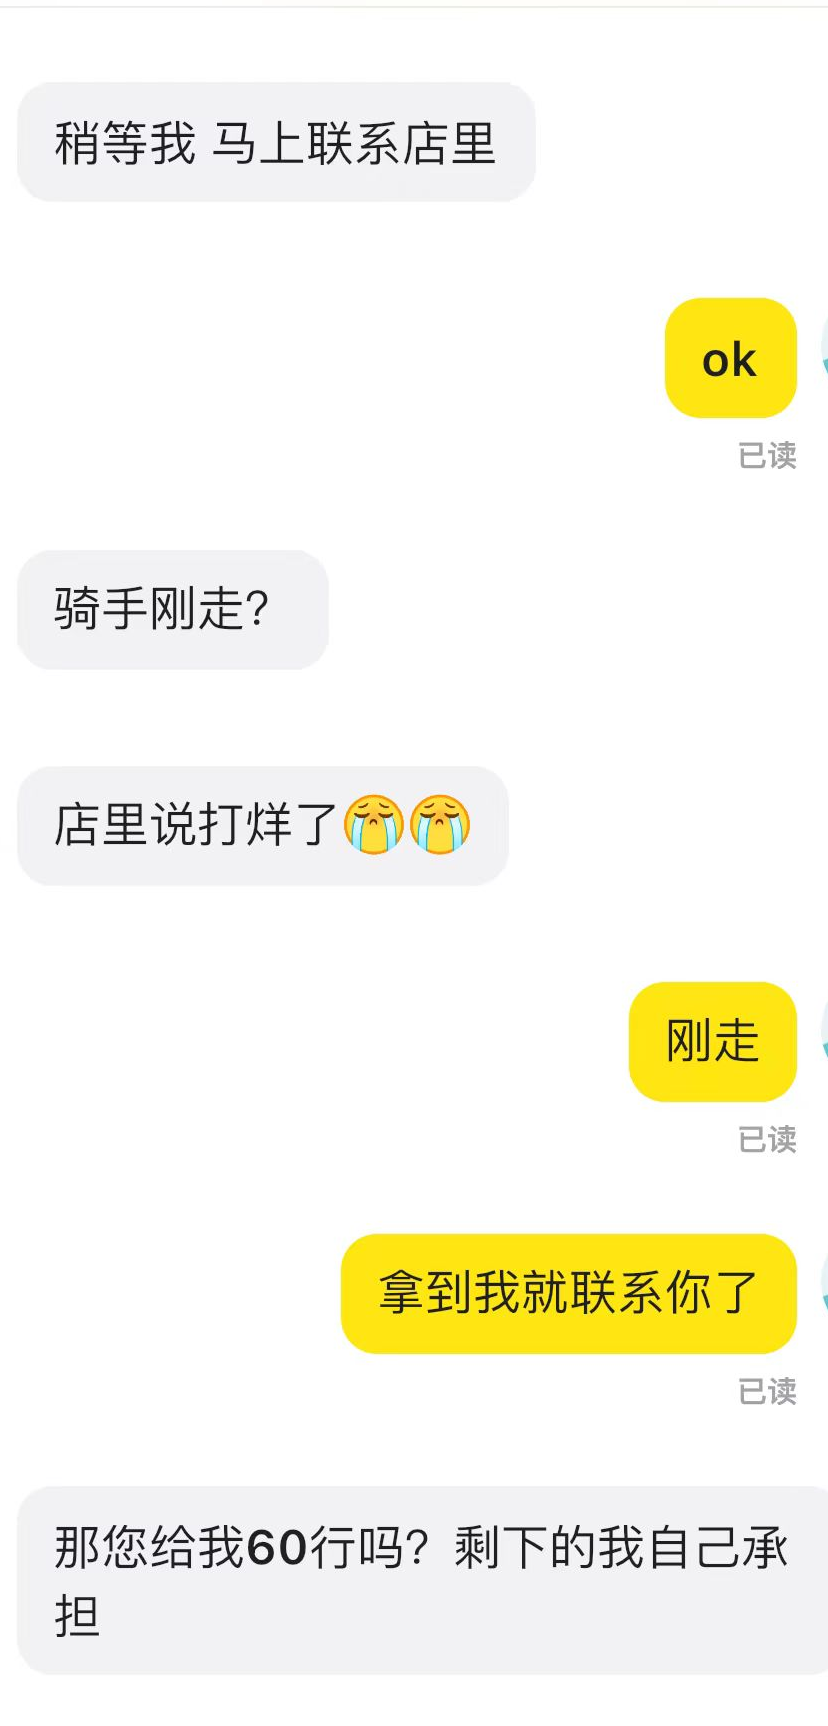 稍等我 马上联系店里
ok
已读
骑手刚走？
店里说打烊了😭😭
刚走
已读
拿到我就联系你了
已读
那您给我60行吗？剩下的我自己承
担